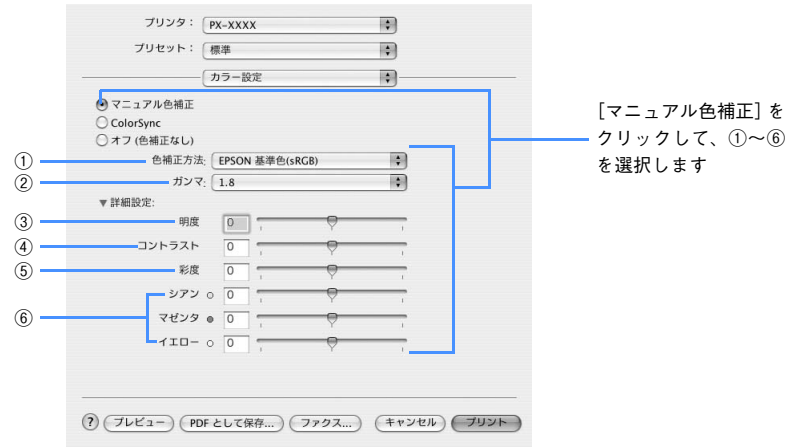 プリンタ： PX-XXXX
プリセット： 標準
カラー設定
マニュアル色補正
ColorSync
オフ (色補正なし)
① 色補正方法: EPSON 基準色(sRGB)
② ガンマ: 1.8
▼詳細設定:
③ 明度 0
④ コントラスト 0
⑤ 彩度 0
シアン 0
⑥ マゼンタ 0
イエロー 0
? プレビュー PDF として保存... ファクス... キャンセル プリント
［マニュアル色補正］を
クリックして、①～⑥
を選択します